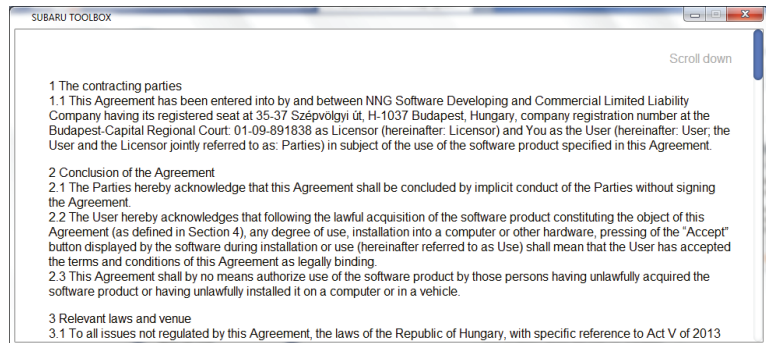 SUBARU TOOLBOX
Scroll down
1 The contracting parties
1.1 This Agreement has been entered into by and between NNG Software Developing and Commercial Limited Liability
Company having its registered seat at 35-37 Szépvölgyi út, H-1037 Budapest, Hungary, company registration number at the
Budapest-Capital Regional Court: 01-09-891838 as Licensor (hereinafter: Licensor) and You as the User (hereinafter: User; the
User and the Licensor jointly referred to as: Parties) in subject of the use of the software product specified in this Agreement.
2 Conclusion of the Agreement
2.1 The Parties hereby acknowledge that this Agreement shall be concluded by implicit conduct of the Parties without signing
the Agreement.
2.2 The User hereby acknowledges that following the lawful acquisition of the software product constituting the object of this
Agreement (as defined in Section 4), any degree of use, installation into a computer or other hardware, pressing of the “Accept”
button displayed by the software during installation or use (hereinafter referred to as Use) shall mean that the User has accepted
the terms and conditions of this Agreement as legally binding.
2.3 This Agreement shall by no means authorize use of the software product by those persons having unlawfully acquired the
software product or having unlawfully installed it on a computer or in a vehicle.
3 Relevant laws and venue
3.1 To all issues not regulated by this Agreement, the laws of the Republic of Hungary, with specific reference to Act V of 2013